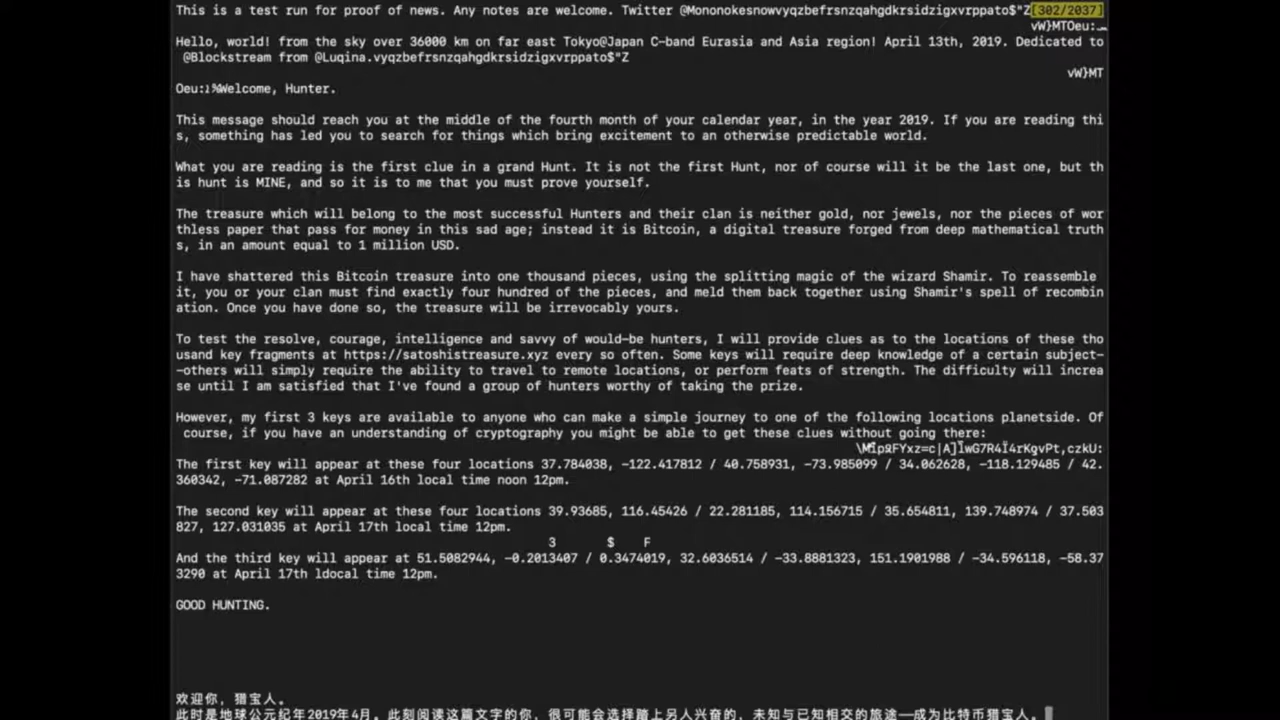 This is a test run for proof of news. Any notes are welcome. Twitter @Mononokesnowvyqzbefrsnzqahgdkrsidzigxvrppato$"Z[302/2037]
vW}MTOeu:
Hello, world! from the sky over 36000 km on far east Tokyo@Japan C-band Eurasia and Asia region! April 13th, 2019. Dedicated to
@Blockstream from @Luqina.vyqzbefrsnzqahgdkrsidzigxvrppato$"Z
vW}MT
Oeu:ı%Welcome, Hunter.
This message should reach you at the middle of the fourth month of your calendar year, in the year 2019. If you are reading thi
s, something has led you to search for things which bring excitement to an otherwise predictable world.
What you are reading is the first clue in a grand Hunt. It is not the first Hunt, nor of course will it be the last one, but th
is hunt is MINE, and so it is to me that you must prove yourself.
The treasure which will belong to the most successful Hunters and their clan is neither gold, nor jewels, nor the pieces of wor
thless paper that pass for money in this sad age; instead it is Bitcoin, a digital treasure forged from deep mathematical truth
s, in an amount equal to 1 million USD.
I have shattered this Bitcoin treasure into one thousand pieces, using the splitting magic of the wizard Shamir. To reassemble
it, you or your clan must find exactly four hundred of the pieces, and meld them back together using Shamir's spell of recombin
ation. Once you have done so, the treasure will be irrevocably yours.
To test the resolve, courage, intelligence and savvy of would-be hunters, I will provide clues as to the locations of these tho
usand key fragments at https://satoshistreasure.xyz every so often. Some keys will require deep knowledge of a certain subject-
-others will simply require the ability to travel to remote locations, or perform feats of strength. The difficulty will increa
se until I am satisfied that I've found a group of hunters worthy of taking the prize.
However, my first 3 keys are available to anyone who can make a simple journey to one of the following locations planetside. Of
course, if you have an understanding of cryptography you might be able to get these clues without going there:
The first key will appear at these four locations 37.784038, -122.417812 / 40.758931, -73.985099 / 34.062628, -118.129485 / 42.
360342, -71.087282 at April 16th local time noon 12pm.
The second key will appear at these four locations 39.93685, 116.45426 / 22.281185, 114.156715 / 35.654811, 139.748974 / 37.503
827, 127.031035 at April 17th local time 12pm.
3 $ F
And the third key will appear at 51.5082944, -0.2013407 / 0.3474019, 32.6036514 / -33.8881323, 151.1901988 / -34.596118, -58.37
3290 at April 17th ldocal time 12pm.
GOOD HUNTING.
欢迎你, 猎宝人。
此时是地球公元纪年2019年4月。此刻阅读这篇文字的你, 很可能会选择踏上另人兴奋的、未知与已知相交的旅途——成为比特币猎宝人。